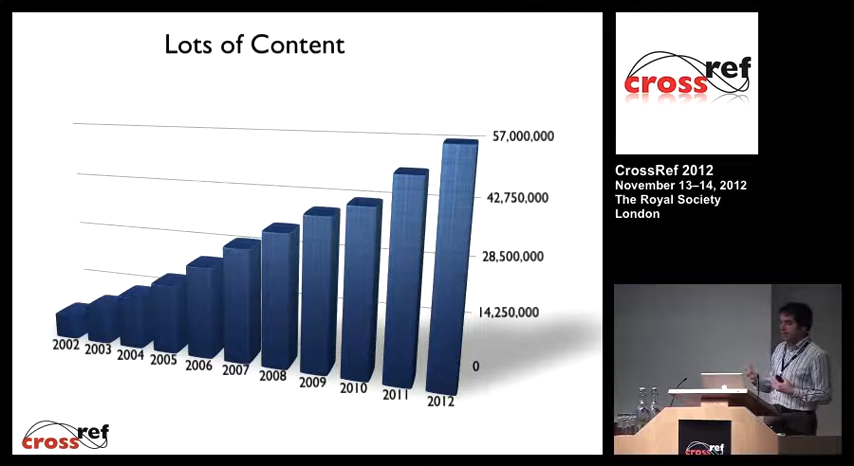 Lots of Content
57,000,000
42,750,000
28,500,000
14,250,000
0
2002 2003 2004 2005 2006 2007 2008 2009 2010 2011 2012
crossref
crossref
CrossRef 2012
November 13–14, 2012
The Royal Society
London
crossref